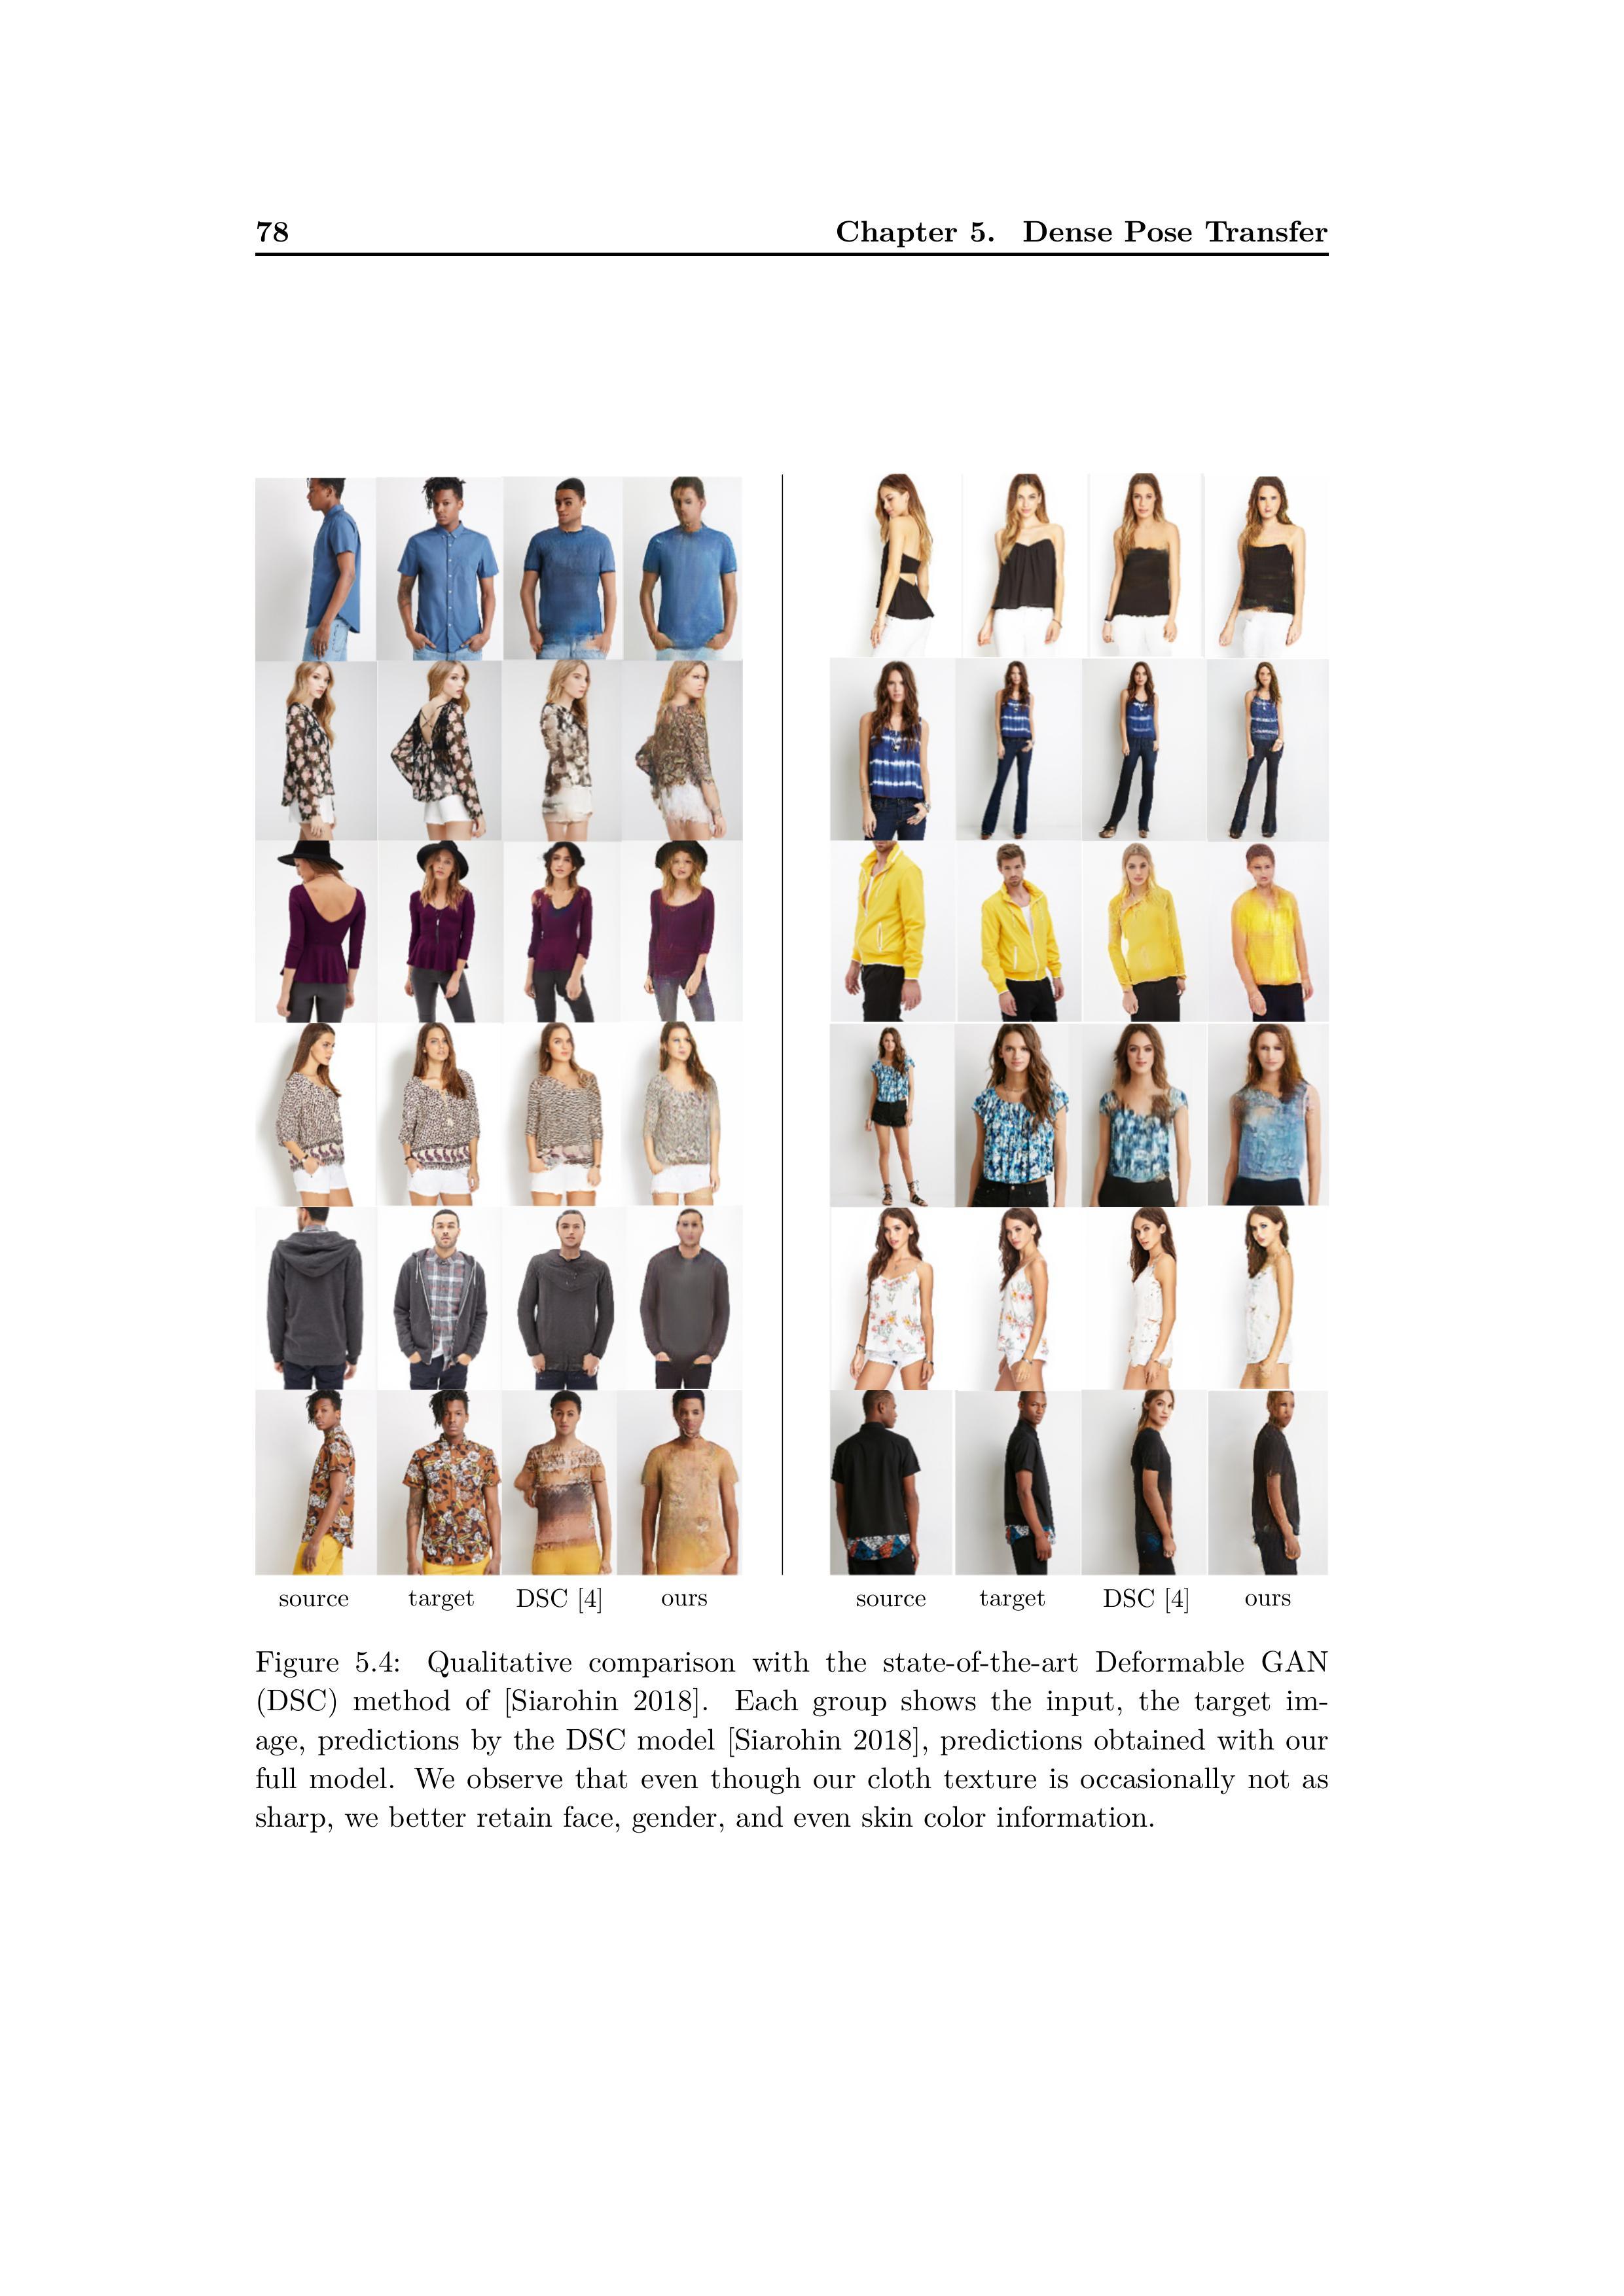 78
Chapter 5. Dense Pose Transfer
source target DSC [4] ours
source target DSC [4] ours
Figure 5.4: Qualitative comparison with the state-of-the-art Deformable GAN
(DSC) method of [Siarohin 2018]. Each group shows the input, the target im-
age, predictions by the DSC model [Siarohin 2018], predictions obtained with our
full model. We observe that even though our cloth texture is occasionally not as
sharp, we better retain face, gender, and even skin color information.